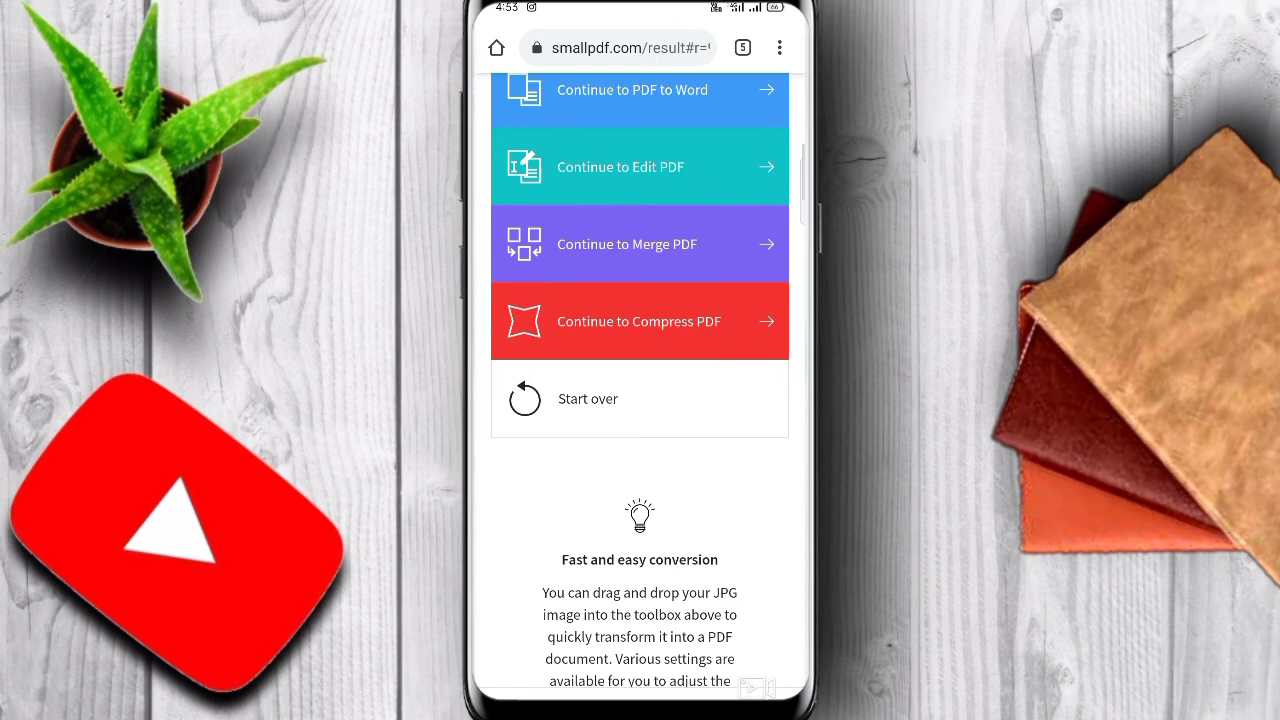 4:53
66
smallpdf.com/result#r=
5
Continue to PDF to Word
Continue to Edit PDF
Continue to Merge PDF
Continue to Compress PDF
Start over
Fast and easy conversion
You can drag and drop your JPG
image into the toolbox above to
quickly transform it into a PDF
document. Various settings are
available for you to adjust the